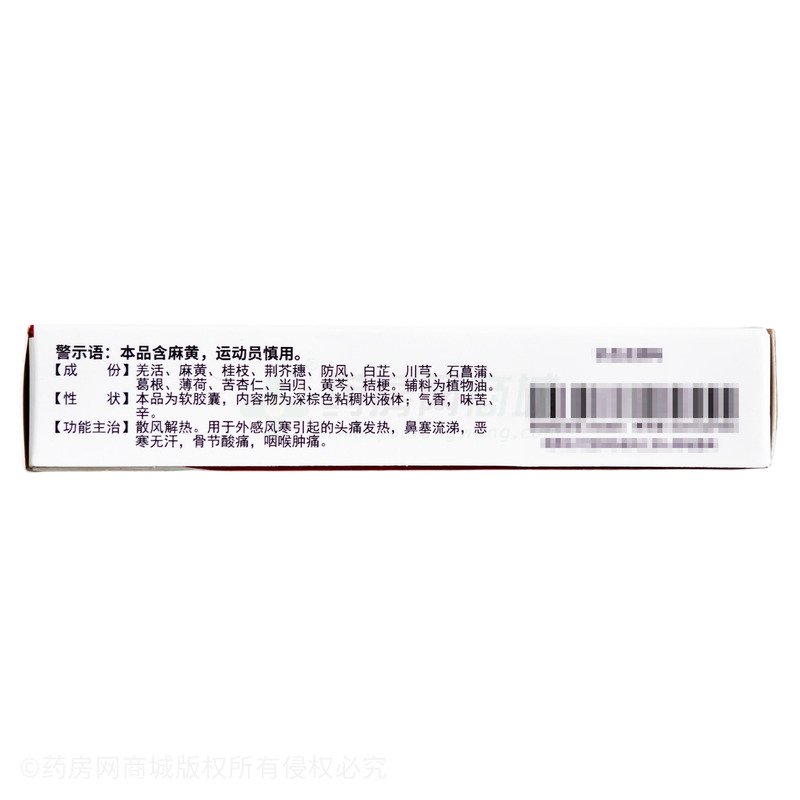 警示语：本品含麻黄，运动员慎用。
【成　份】羌活、麻黄、桂枝、荆芥穗、防风、白芷、川芎、石菖蒲、
葛根、薄荷、苦杏仁、当归、黄芩、桔梗。辅料为植物油。
【性　状】本品为软胶囊，内容物为深棕色粘稠状液体；气香，味苦、
辛。
【功能主治】散风解热。用于外感风寒引起的头痛发热，鼻塞流涕，恶
寒无汗，骨节酸痛，咽喉肿痛。
药房网商城
©药房网商城版权所有侵权必究